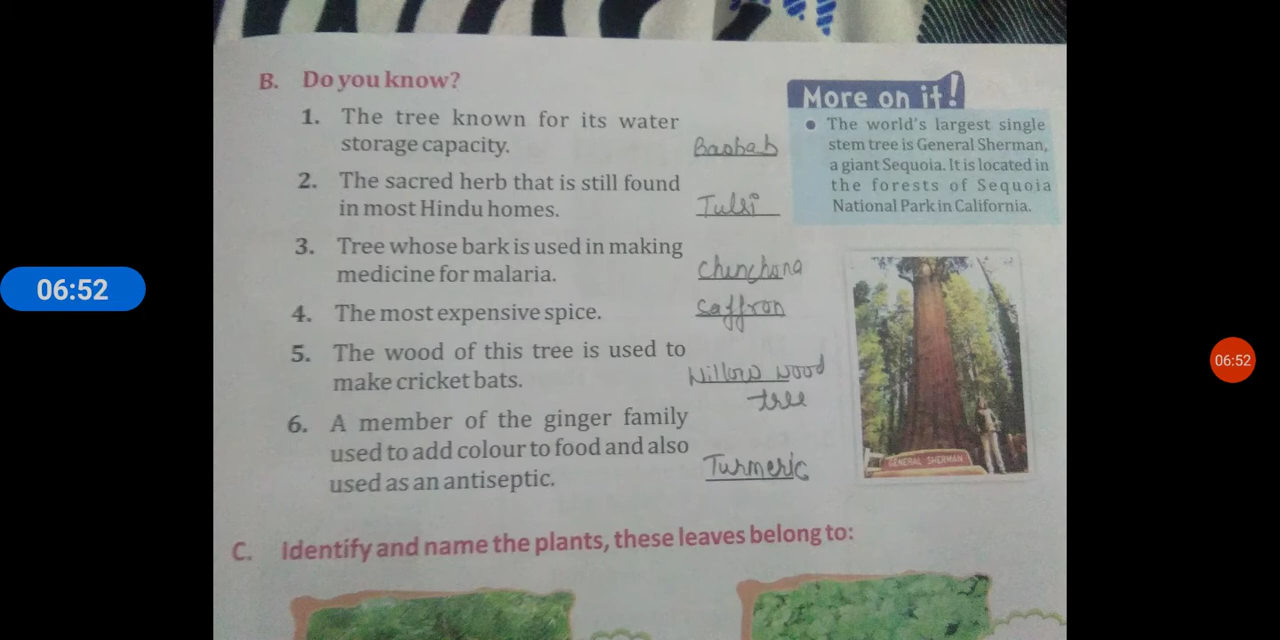 B. Do you know?
1. The tree known for its water
storage capacity. Baobab
2. The sacred herb that is still found
in most Hindu homes. Tulsi
3. Tree whose bark is used in making
medicine for malaria. Chinchona
4. The most expensive spice. Saffron
5. The wood of this tree is used to
make cricket bats. Willow wood
tree
6. A member of the ginger family
used to add colour to food and also
used as an antiseptic. Turmeric
More on it!
• The world's largest single
stem tree is General Sherman,
a giant Sequoia. It is located in
the forests of Sequoia
National Park in California.
GENERAL SHERMAN
C. Identify and name the plants, these leaves belong to:
06:52
06:52